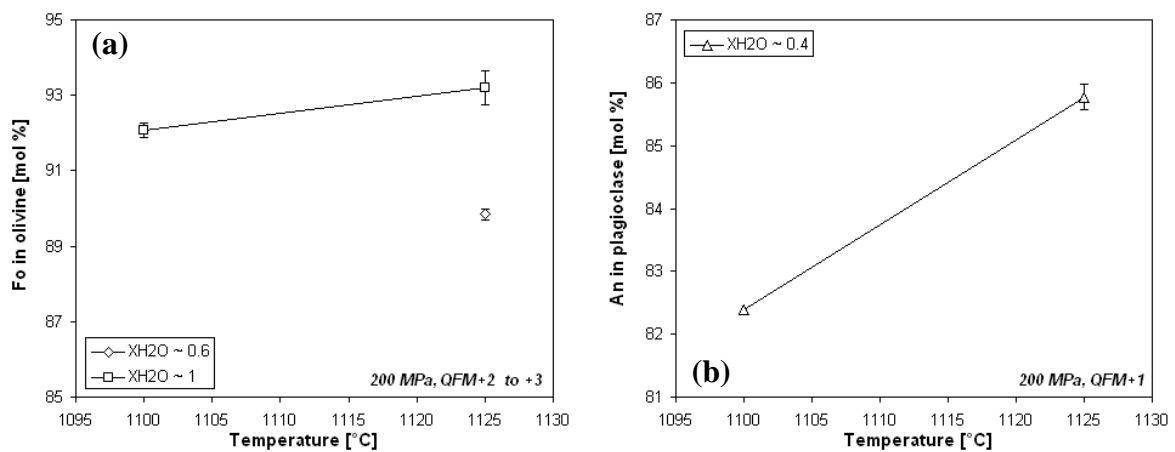 (a)
95
93
91
89
87
85
Fo in olivine [mol %]
XH2O ~ 0.6
XH2O ~ 1
200 MPa, QFM+2 to +3
1095 1100 1105 1110 1115 1120 1125 1130
Temperature [°C]
87
86
85
84
83
82
81
An in plagioclase [mol %]
XH2O ~ 0.4
(b)
200 MPa, QFM+1
1095 1100 1105 1110 1115 1120 1125 1130
Temperature [°C]